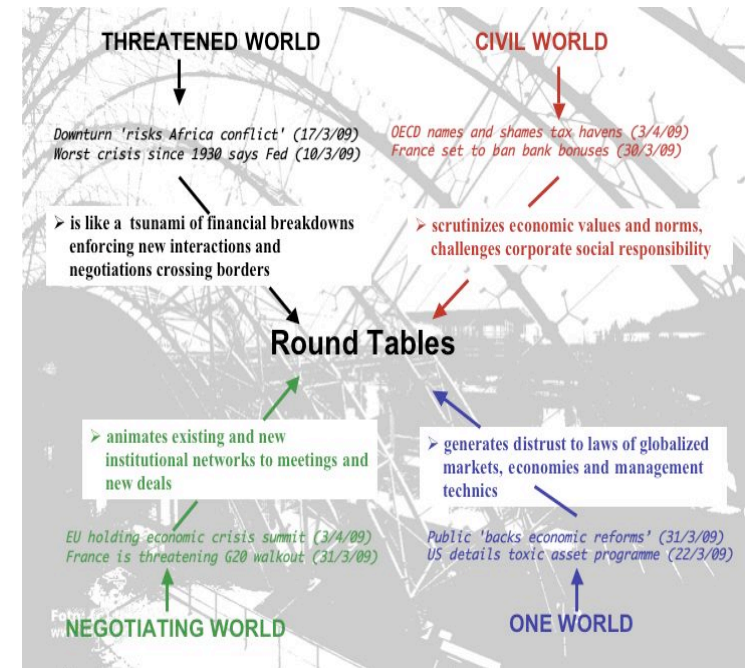 THREATENED WORLD
Downturn 'risks Africa conflict' (17/3/09)
Worst crisis since 1930 says Fed (10/3/09)
➢ is like a tsunami of financial breakdowns
enforcing new interactions and
negotiations crossing borders
CIVIL WORLD
OECD names and shames tax havens (3/4/09)
France set to ban bank bonuses (30/3/09)
➢ scrutinizes economic values and norms,
challenges corporate social responsibility
Round Tables
➢ animates existing and new
institutional networks to meetings and
new deals
EU holding economic crisis summit (3/4/09)
France is threatening G20 walkout (31/3/09)
Foto:
NEGOTIATING WORLD
➢ generates distrust to laws of globalized
markets, economies and management
technics
Public 'backs economic reforms' (31/3/09)
US details toxic asset programme (22/3/09)
ONE WORLD